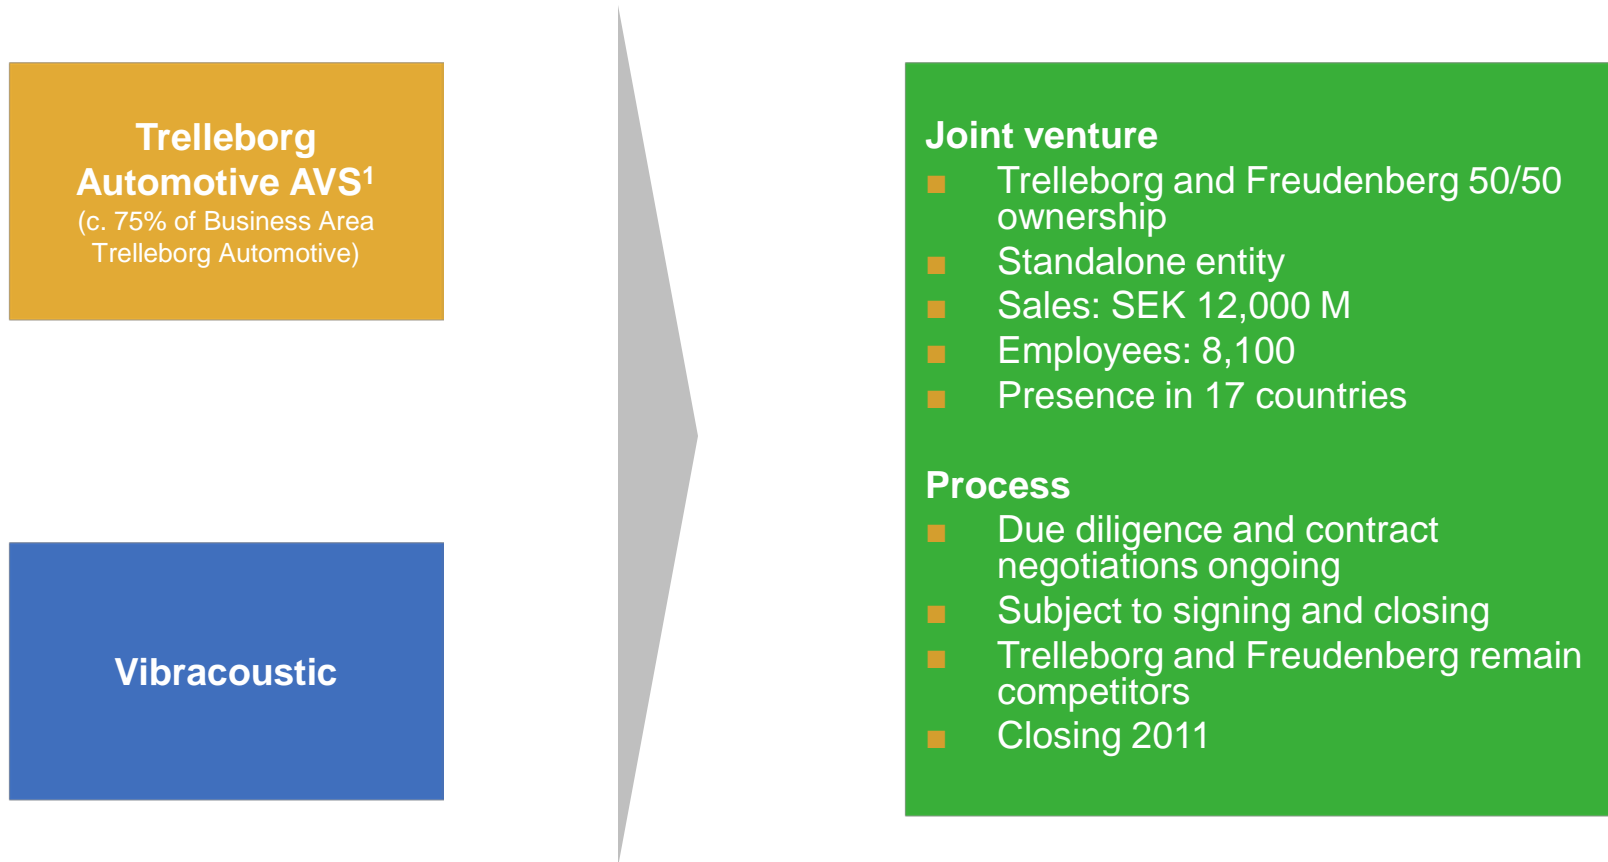 Trelleborg
Automotive AVS¹
(c. 75% of Business Area
Trelleborg Automotive)
Vibracoustic
Joint venture
■ Trelleborg and Freudenberg 50/50
ownership
■ Standalone entity
■ Sales: SEK 12,000 M
■ Employees: 8,100
■ Presence in 17 countries
Process
■ Due diligence and contract
negotiations ongoing
■ Subject to signing and closing
■ Trelleborg and Freudenberg remain
competitors
■ Closing 2011